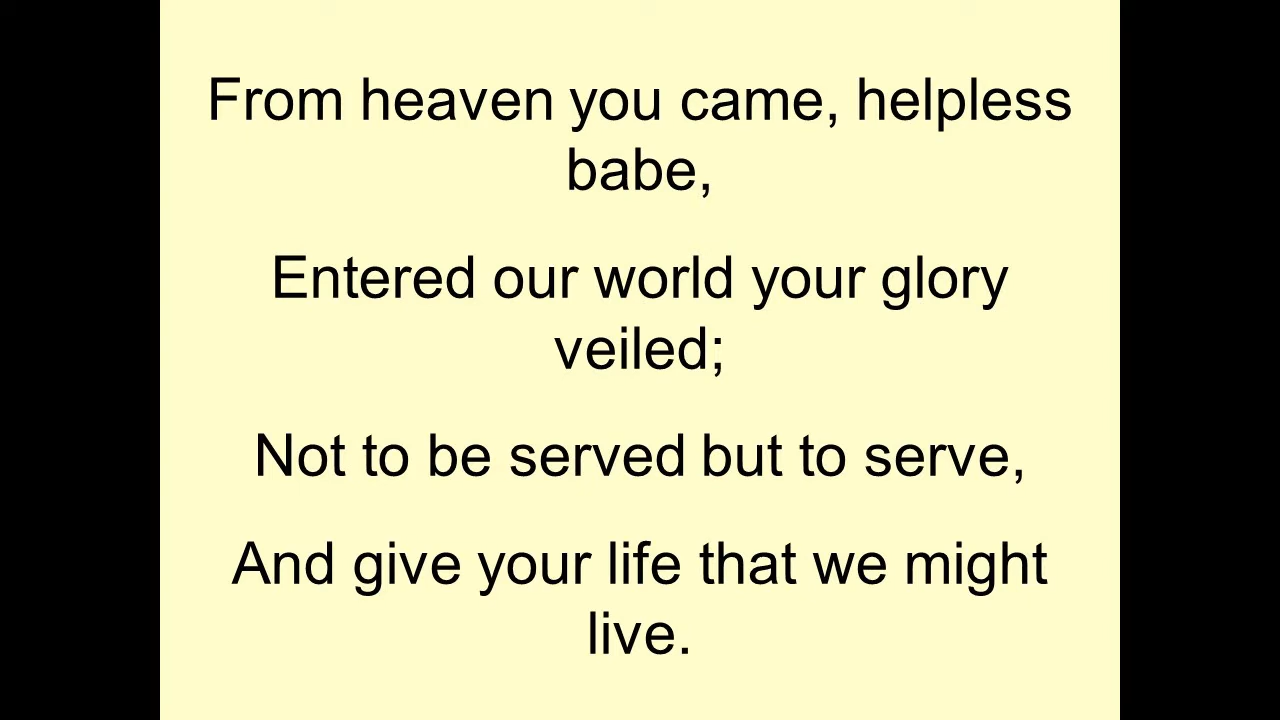 From heaven you came, helpless
babe,
Entered our world your glory
veiled;
Not to be served but to serve,
And give your life that we might
live.